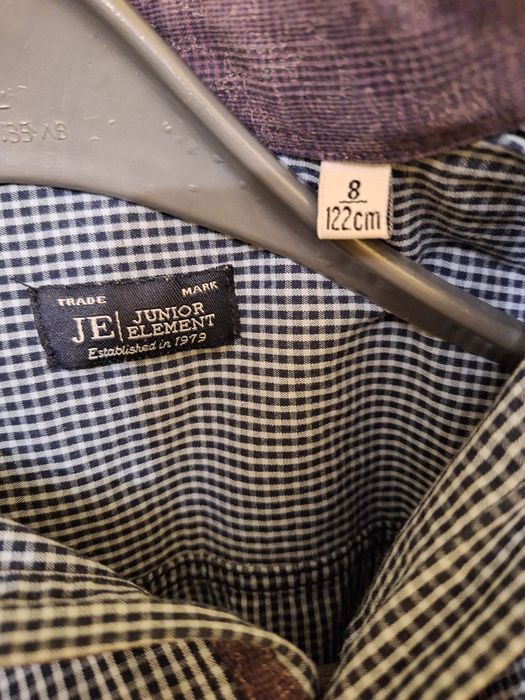 8
122cm
TRADE MARK
JE JUNIOR
ELEMENT
Established in 1979